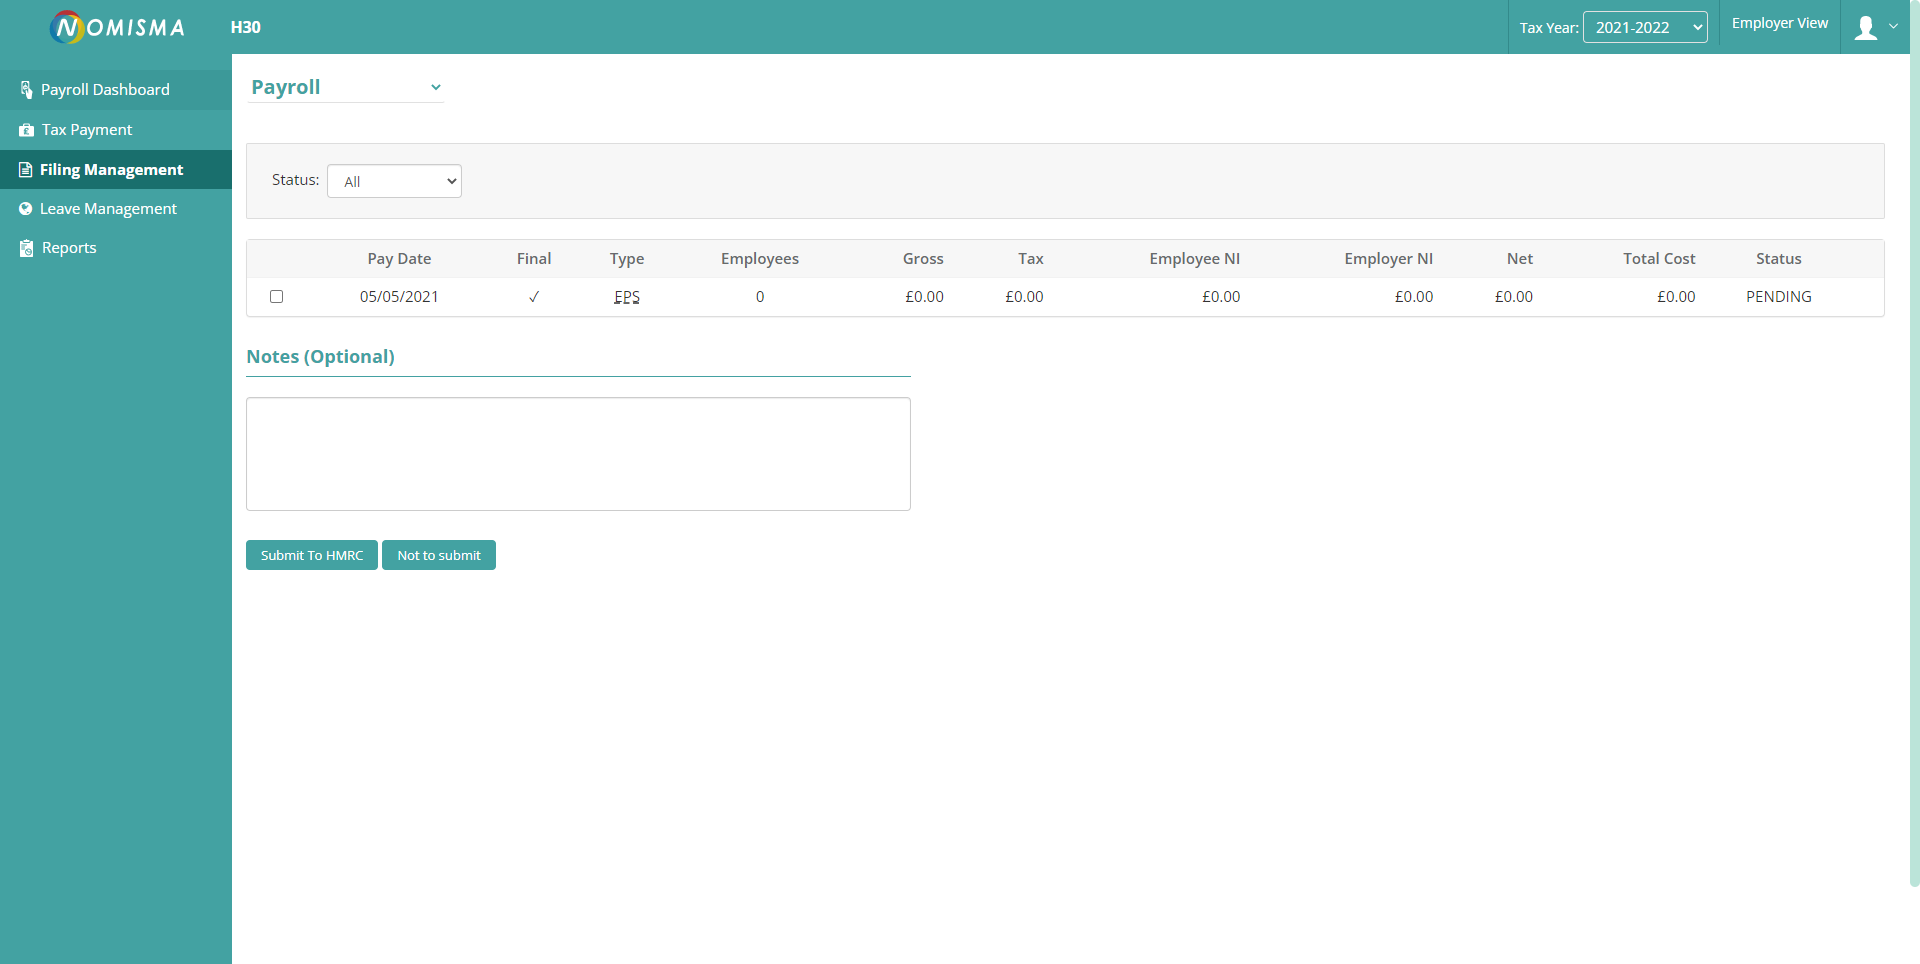 NOMISMA
H30
Tax Year: 2021-2022
Employer View
Payroll Dashboard
Tax Payment
Filing Management
Leave Management
Reports
Payroll
Status: All
Pay Date Final Type Employees Gross Tax Employee NI Employer NI Net Total Cost Status
05/05/2021 ✓ EPS 0 £0.00 £0.00 £0.00 £0.00 £0.00 £0.00 PENDING
Notes (Optional)
Submit To HMRC Not to submit